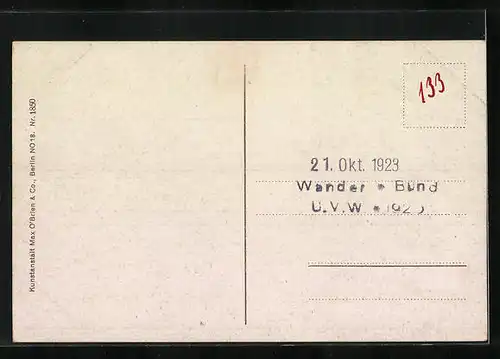 Kunstanstalt Max O'Brien & Co., Berlin NO18. Nr. 1850
133
21. Okt. 1923
Wander * Bund
U.V.W *